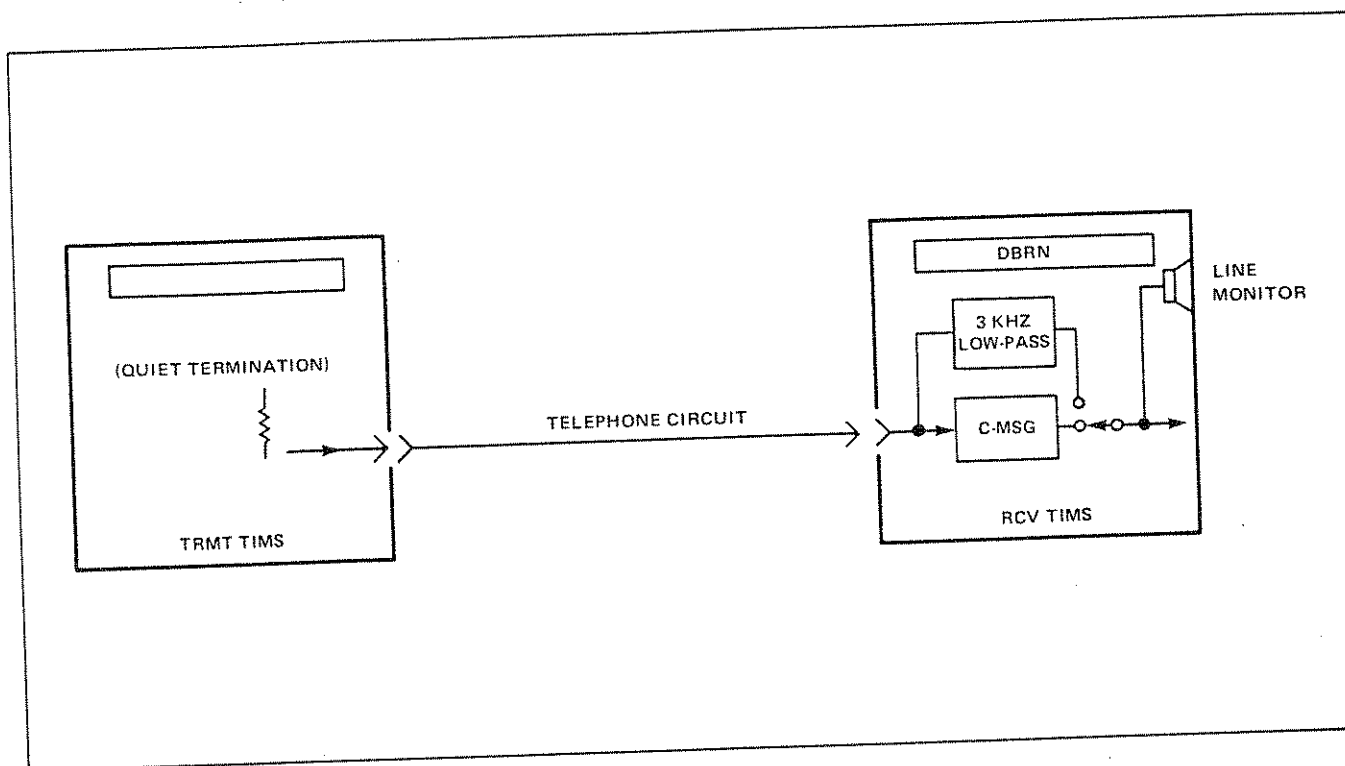 (QUIET TERMINATION)
TRMT TIMS
TELEPHONE CIRCUIT
DBRN
3 KHZ
LOW-PASS
C-MSG
RCV TIMS
LINE
MONITOR